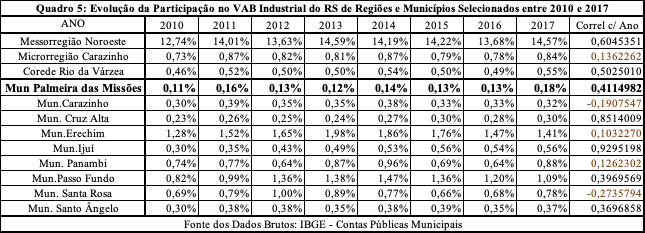 Quadro 5: Evolução da Participação no VAB Industrial do RS de Regiões e Municípios Selecionados entre 2010 e 2017
ANO 2010 2011 2012 2013 2014 2015 2016 2017 Correl c/ Ano
Messorregião Noroeste 12,74% 14,01% 13,63% 14,59% 14,19% 14,22% 13,68% 14,57% 0,6045351
Microrregião Carazinho 0,73% 0,87% 0,82% 0,81% 0,87% 0,79% 0,78% 0,84% 0,1362262
Corede Rio da Várzea 0,46% 0,52% 0,50% 0,50% 0,54% 0,50% 0,49% 0,55% 0,5025010
Mun Palmeira das Missões 0,11% 0,16% 0,13% 0,12% 0,14% 0,13% 0,13% 0,18% 0,4114982
Mun.Carazinho 0,30% 0,39% 0,35% 0,35% 0,38% 0,33% 0,33% 0,32% -0,1907547
Mun. Cruz Alta 0,23% 0,26% 0,25% 0,24% 0,27% 0,30% 0,28% 0,30% 0,8514009
Mun.Erechim 1,28% 1,52% 1,65% 1,98% 1,86% 1,76% 1,47% 1,41% 0,1032270
Mun.Ijuí 0,30% 0,35% 0,43% 0,49% 0,53% 0,56% 0,54% 0,56% 0,9295198
Mun. Panambi 0,74% 0,77% 0,64% 0,87% 0,96% 0,69% 0,64% 0,88% 0,1262302
Mun.Passo Fundo 0,82% 0,99% 1,36% 1,38% 1,47% 1,36% 1,20% 1,09% 0,3969569
Mun. Santa Rosa 0,69% 0,79% 1,00% 0,89% 0,77% 0,66% 0,68% 0,78% -0,2735794
Mun. Santo Ângelo 0,30% 0,38% 0,38% 0,35% 0,38% 0,39% 0,35% 0,37% 0,3696858
Fonte dos Dados Brutos: IBGE - Contas Públicas Municipais